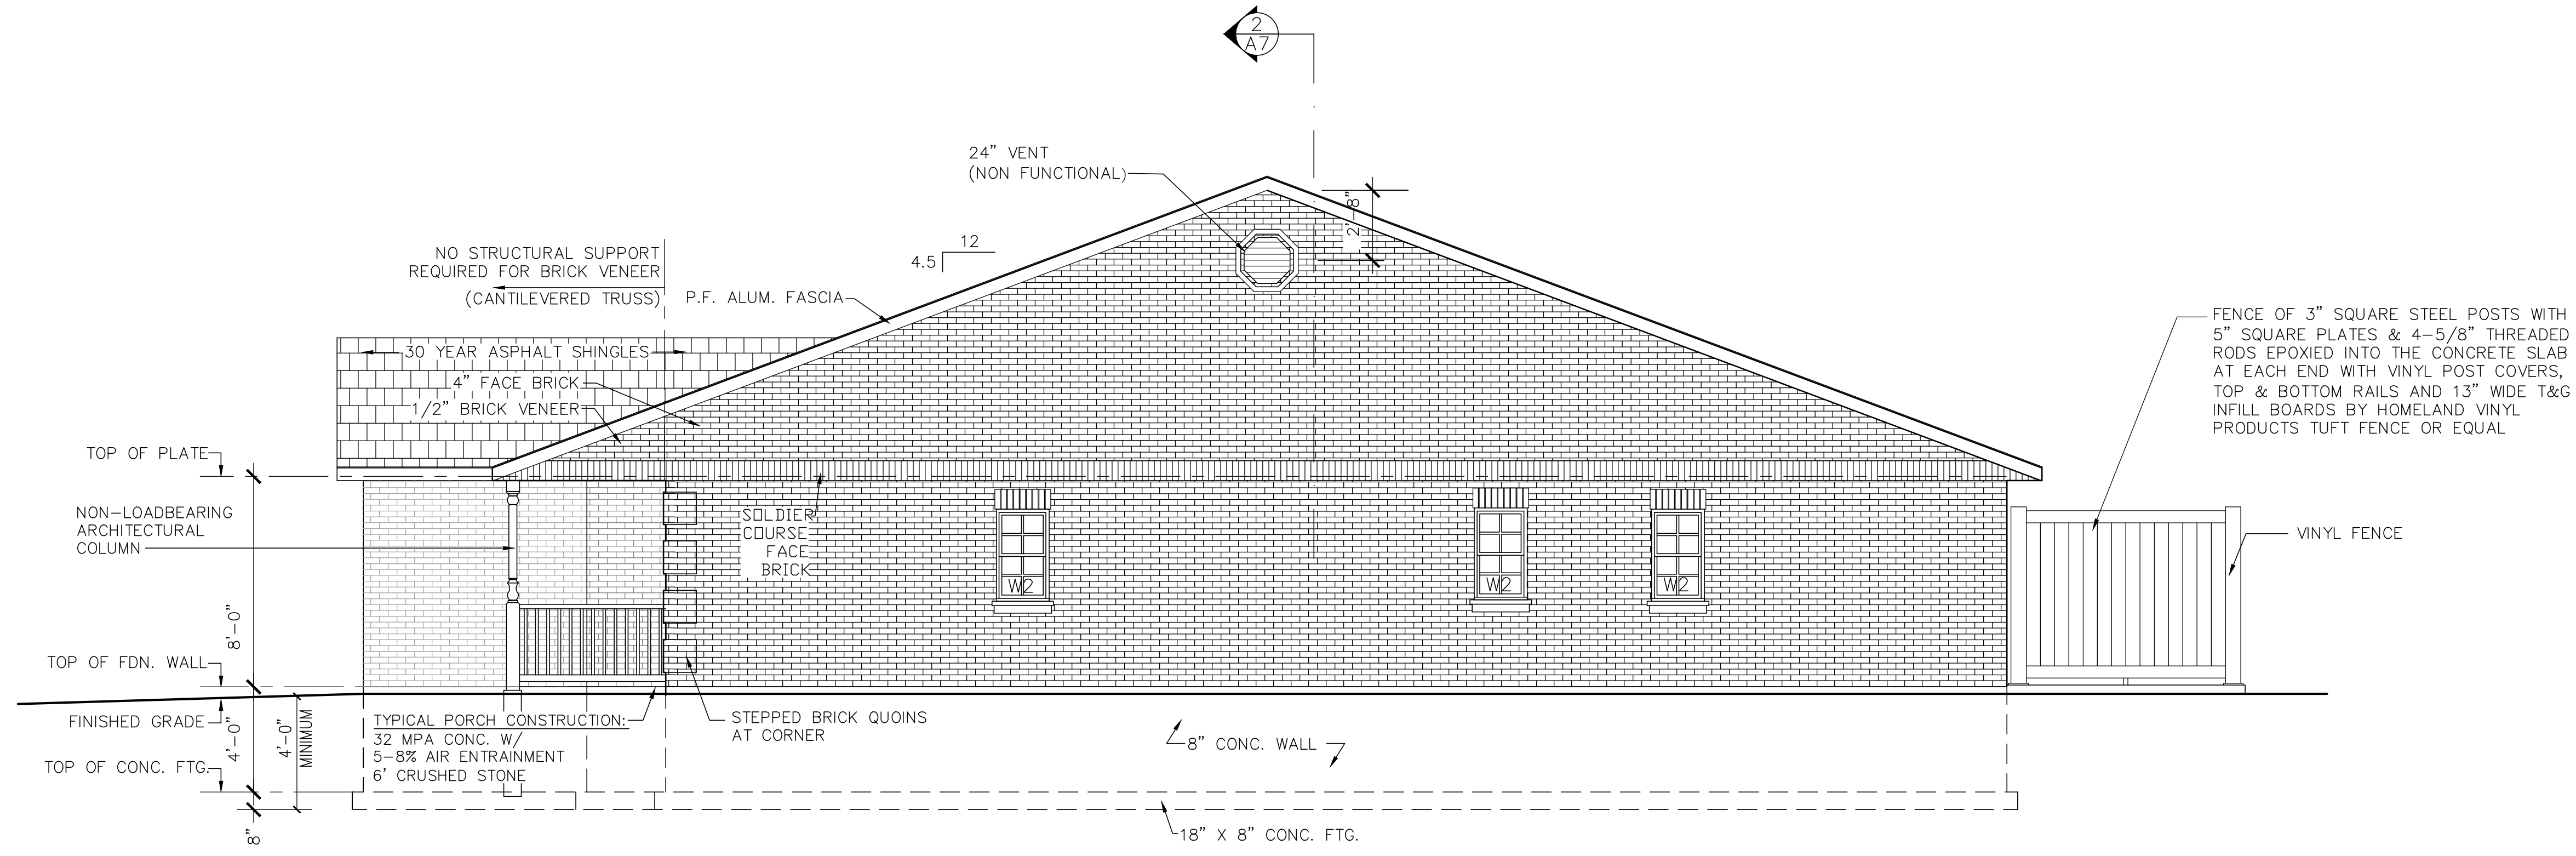 2
A7
24" VENT
(NON FUNCTIONAL)
2'-8"
12
4.5
NO STRUCTURAL SUPPORT
REQUIRED FOR BRICK VENEER
(CANTILEVERED TRUSS)
P.F. ALUM. FASCIA
30 YEAR ASPHALT SHINGLES
4" FACE BRICK
1/2" BRICK VENEER
FENCE OF 3" SQUARE STEEL POSTS WITH
5" SQUARE PLATES & 4-5/8" THREADED
RODS EPOXIED INTO THE CONCRETE SLAB
AT EACH END WITH VINYL POST COVERS,
TOP & BOTTOM RAILS AND 13" WIDE T&G
INFILL BOARDS BY HOMELAND VINYL
PRODUCTS TUFT FENCE OR EQUAL
VINYL FENCE
TOP OF PLATE
NON-LOADBEARING
ARCHITECTURAL
COLUMN
SOLDIER
COURSE
FACE
BRICK
W2
W2
W2
8'-0"
TOP OF FDN. WALL
FINISHED GRADE
4'-0"
4'-0"
MINIMUM
TOP OF CONC. FTG.
8"
TYPICAL PORCH CONSTRUCTION:
32 MPA CONC. W/
5-8% AIR ENTRAINMENT
6' CRUSHED STONE
STEPPED BRICK QUOINS
AT CORNER
8" CONC. WALL
18" X 8" CONC. FTG.